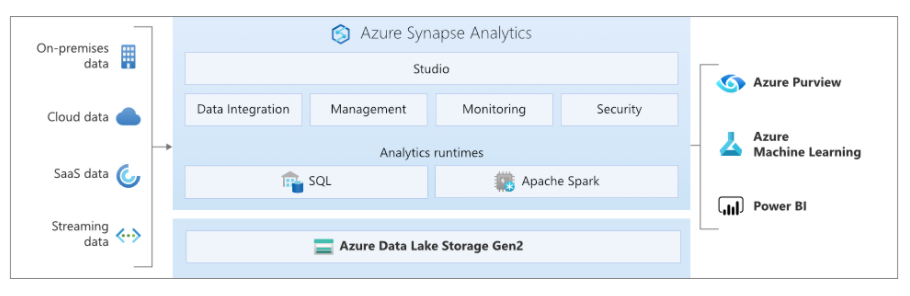 On-premises
data
Cloud data
SaaS data
Streaming
data
Azure Synapse Analytics
Studio
Data Integration
Management
Monitoring
Security
Analytics runtimes
SQL
Apache Spark
Azure Data Lake Storage Gen2
Azure Purview
Azure
Machine Learning
Power BI